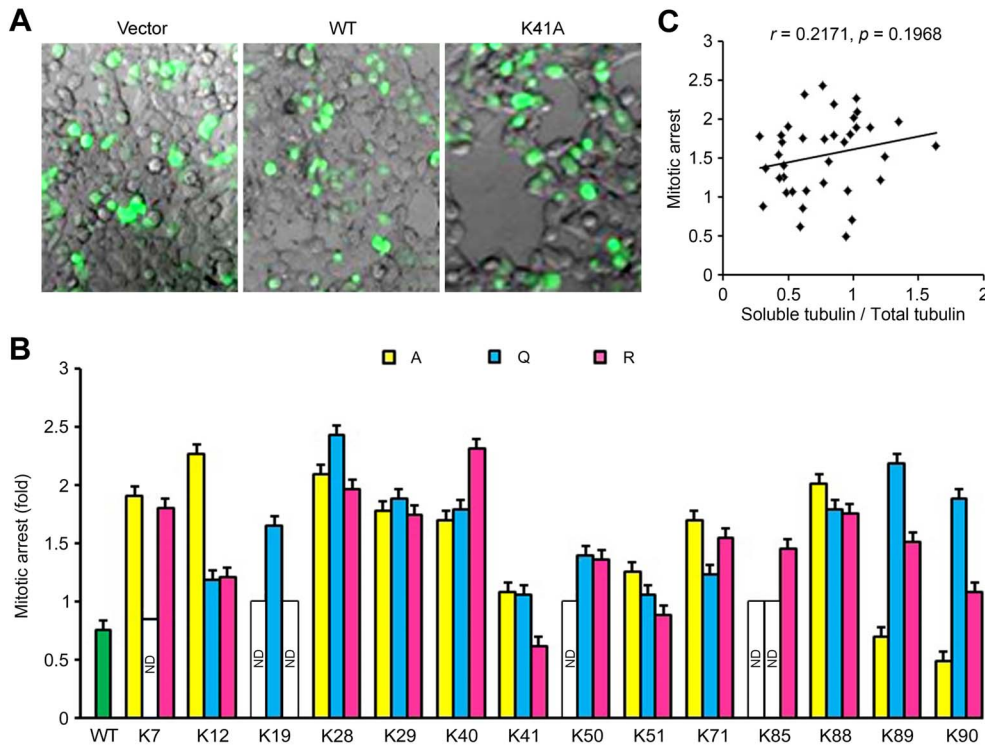 A
Vector WT K41A
C
r = 0.2171, p = 0.1968
Mitotic arrest
3
2.5
2
1.5
1
0.5
0
0 0.5 1 1.5 2
Soluble tubulin / Total tubulin
B
A Q R
Mitotic arrest (fold)
3
2.5
2
1.5
1
0.5
0
ND ND ND ND ND ND
WT K7 K12 K19 K28 K29 K40 K41 K50 K51 K71 K85 K88 K89 K90